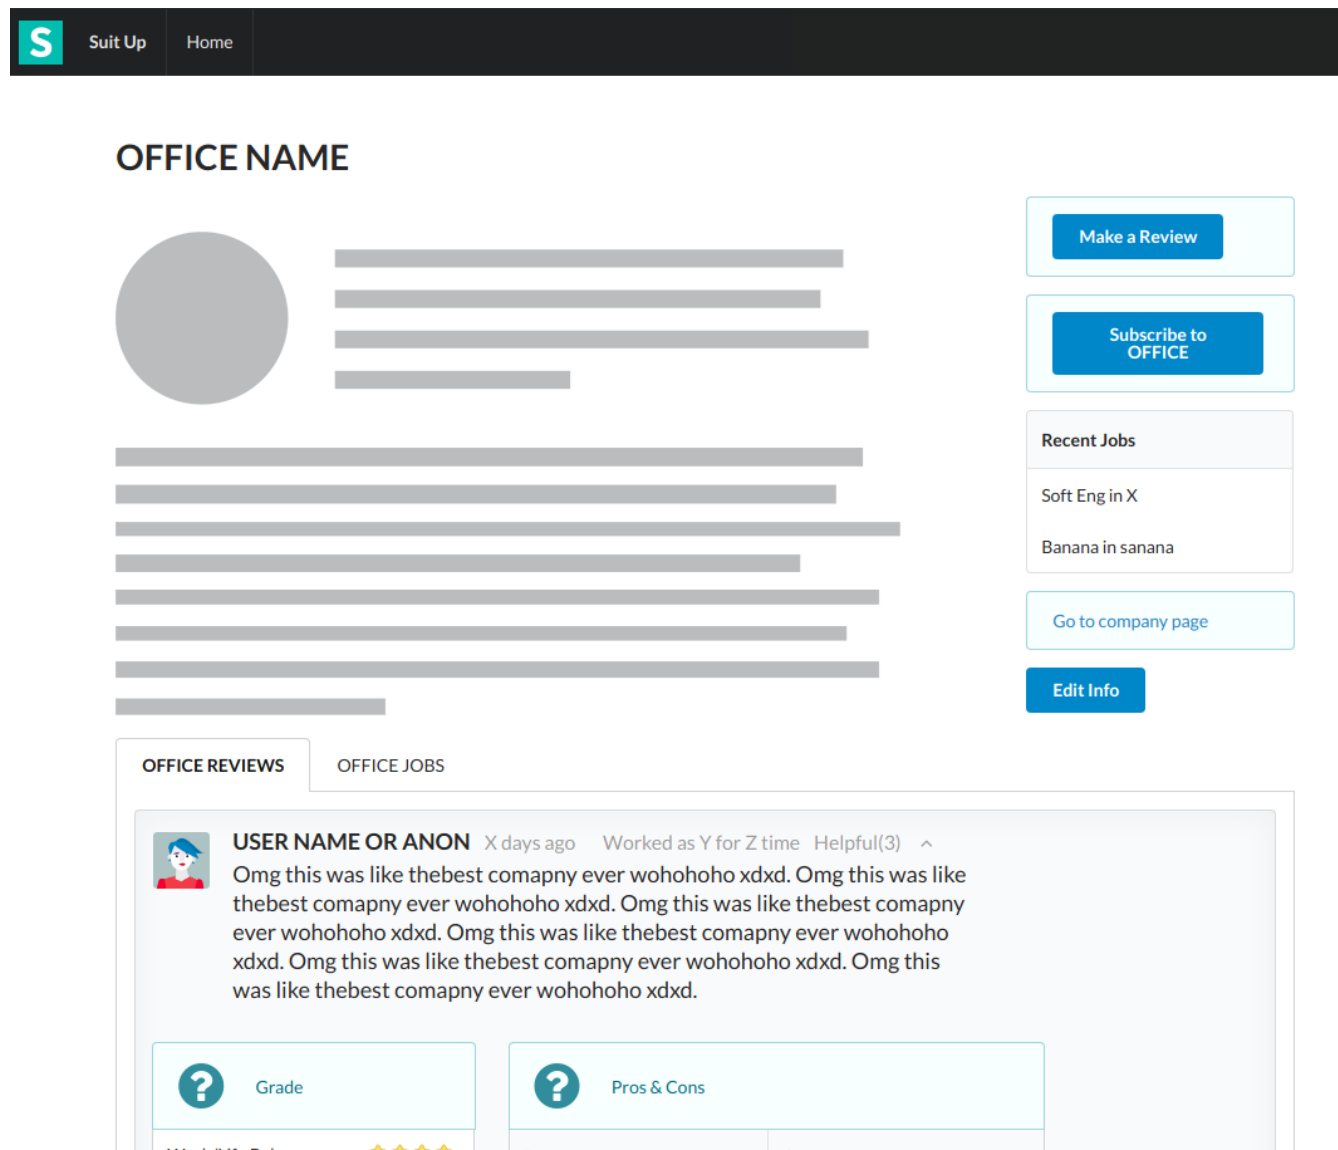 S
Suit Up
Home
OFFICE NAME
Make a Review
Subscribe to
OFFICE
Recent Jobs
Soft Eng in X
Banana in sanana
Go to company page
Edit Info
OFFICE REVIEWS
OFFICE JOBS
USER NAME OR ANON X days ago Worked as Y for Z time Helpful(3)
Omg this was like thebest comapny ever wohohoho xdxd. Omg this was like
thebest comapny ever wohohoho xdxd. Omg this was like thebest comapny
ever wohohoho xdxd. Omg this was like thebest comapny ever wohohoho
xdxd. Omg this was like thebest comapny ever wohohoho xdxd. Omg this
was like thebest comapny ever wohohoho xdxd.
? Grade
? Pros & Cons